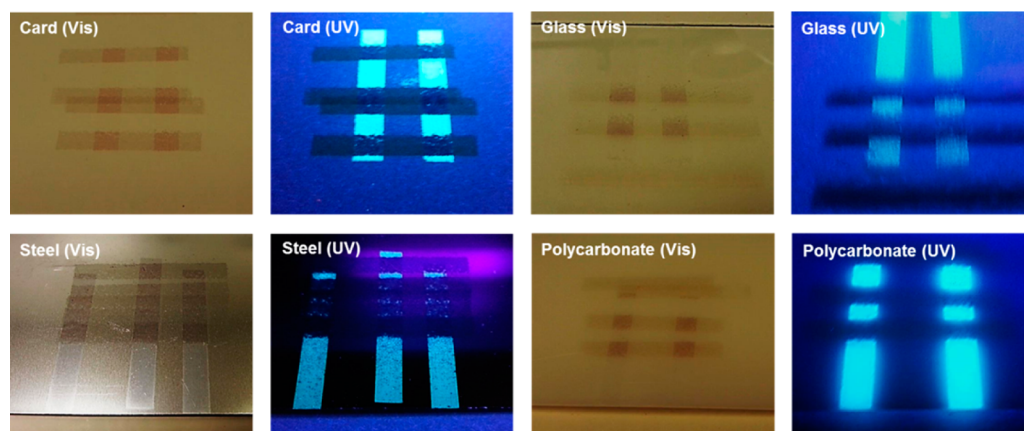 Card (Vis)
Card (UV)
Glass (Vis)
Glass (UV)
Steel (Vis)
Steel (UV)
Polycarbonate (Vis)
Polycarbonate (UV)